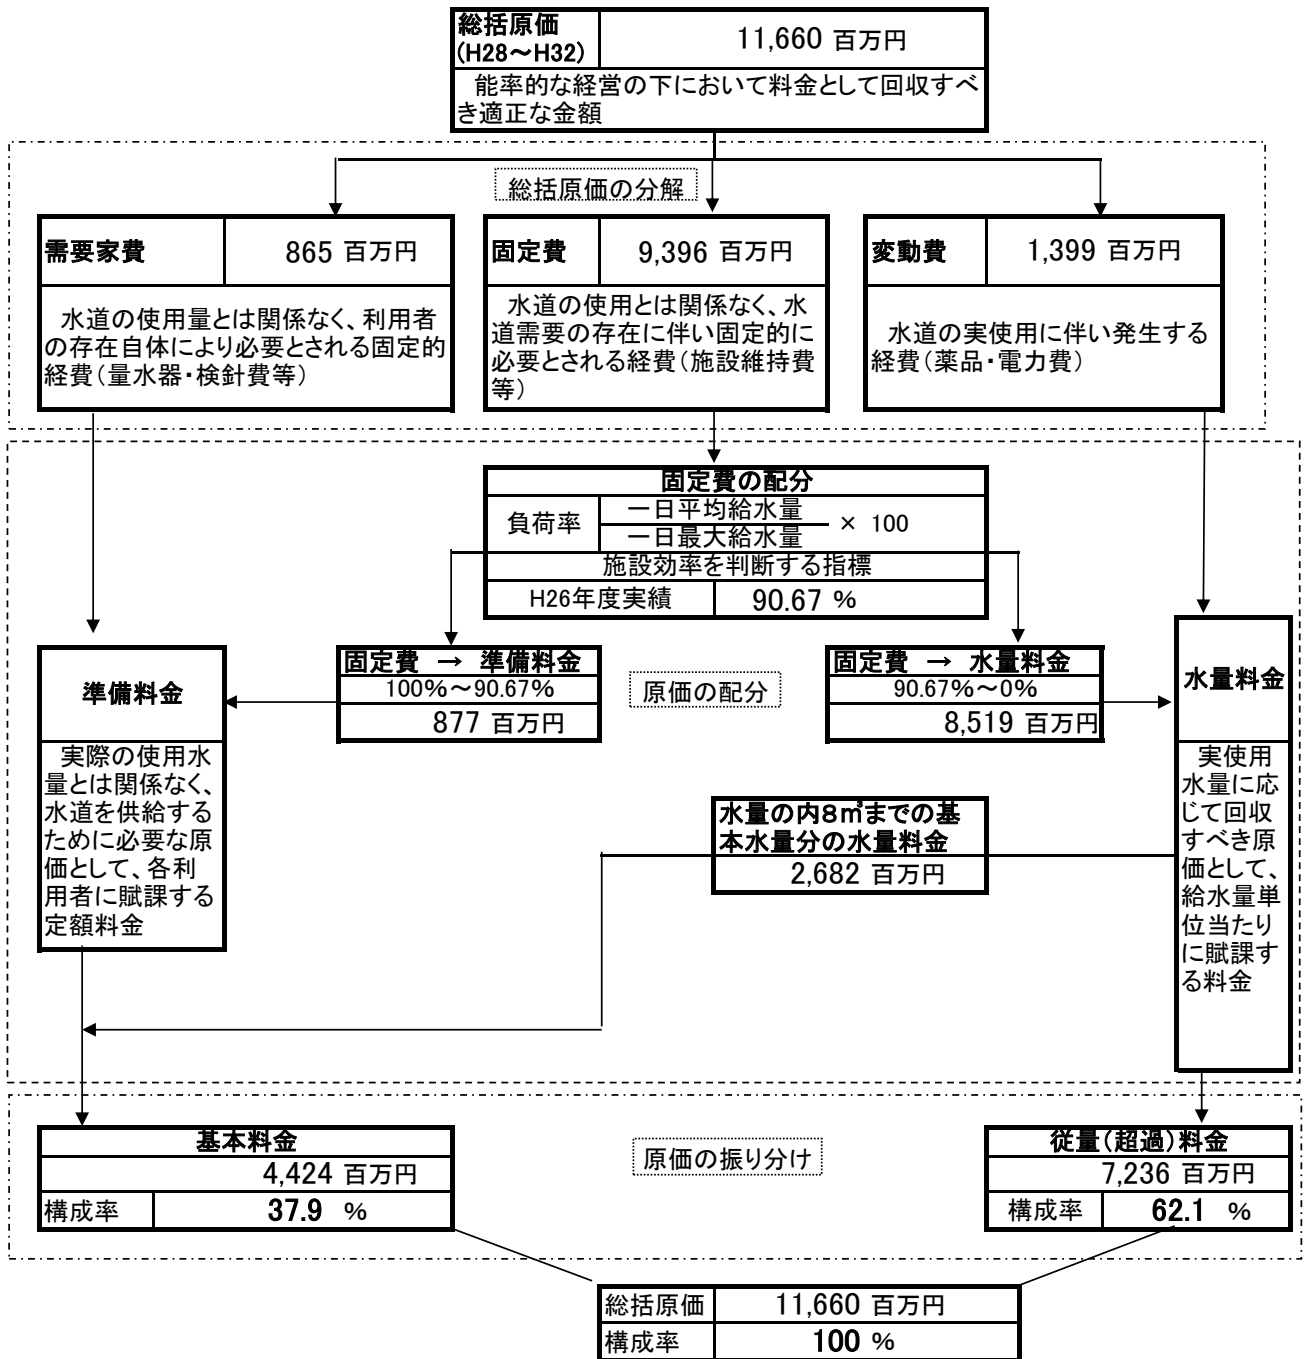 総括原価
(H28～H32)
11,660 百万円
能率的な経営の下において料金として回収すべ
き適正な金額
総括原価の分解
需要家費
865 百万円
水道の使用量とは関係なく、利用者
の存在自体により必要とされる固定的
経費（量水器・検針費等）
固定費
9,396 百万円
水道の使用とは関係なく、水
道需要の存在に伴い固定的に
必要とされる経費（施設維持費
等）
変動費
1,399 百万円
水道の実使用に伴い発生する
経費（薬品・電力費）
固定費の配分
負荷率
一日平均給水量
一日最大給水量
× 100
施設効率を判断する指標
H26年度実績
90.67 %
準備料金
実際の使用水
量とは関係なく、
水道を供給する
ために必要な原
価として、各利
用者に賦課する
定額料金
固定費 → 準備料金
100%～90.67%
877 百万円
原価の配分
固定費 → 水量料金
90.67%～0%
8,519 百万円
水量料金
実使用
水量に応
じて回収
すべき原
価として、
給水量単
位当たり
に賦課す
る料金
水量の内8㎥までの基
本水量分の水量料金
2,682 百万円
基本料金
4,424 百万円
構成率
37.9 %
原価の振り分け
従量（超過）料金
7,236 百万円
構成率
62.1 %
総括原価
11,660 百万円
構成率
100 %